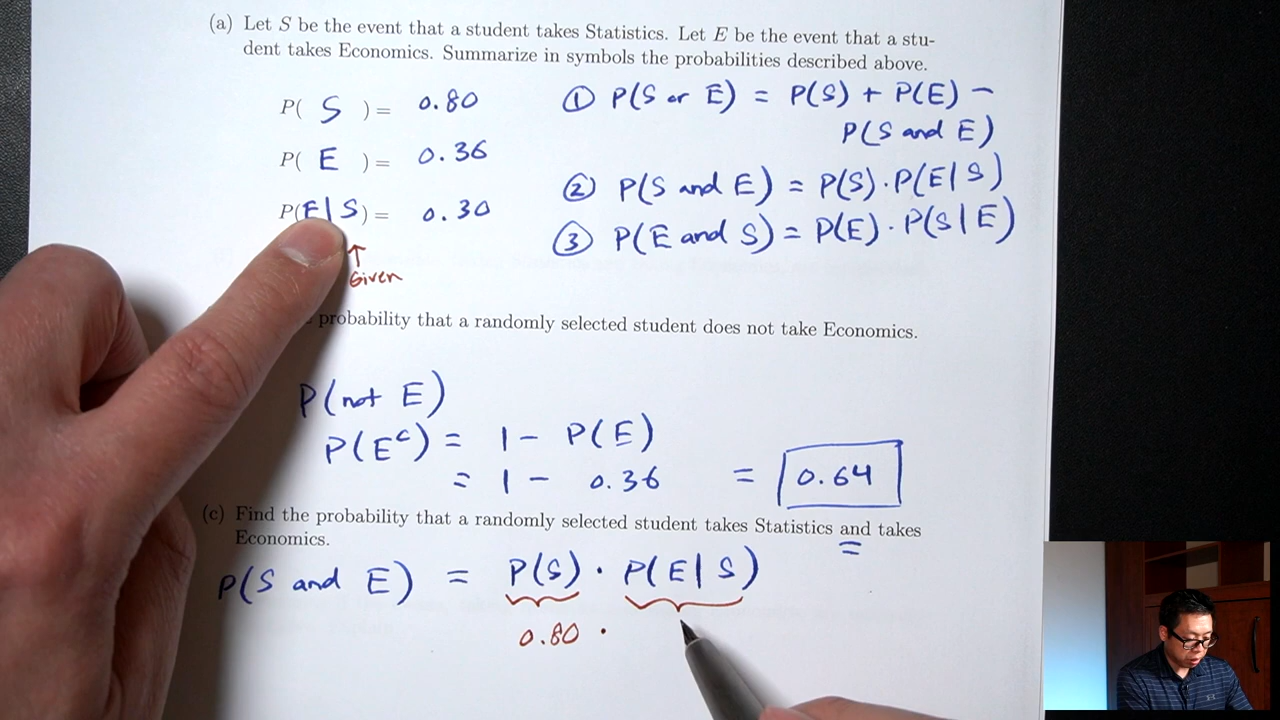 (a) Let S be the event that a student takes Statistics. Let E be the event that a stu-
dent takes Economics. Summarize in symbols the probabilities described above.
P( S ) = 0.80
P( E ) = 0.36
P(E|S) = 0.30
↑
Given
① P(S or E) = P(S) + P(E) -
P(S and E)
② P(S and E) = P(S) · P(E|S)
③ P(E and S) = P(E) · P(S|E)
probability that a randomly selected student does not take Economics.
P(not E)
P(Eᶜ) = 1 - P(E)
= 1 - 0.36 = 0.64
(c) Find the probability that a randomly selected student takes Statistics and takes
Economics.
P(S and E) = P(S) · P(E|S)
0.80 ·